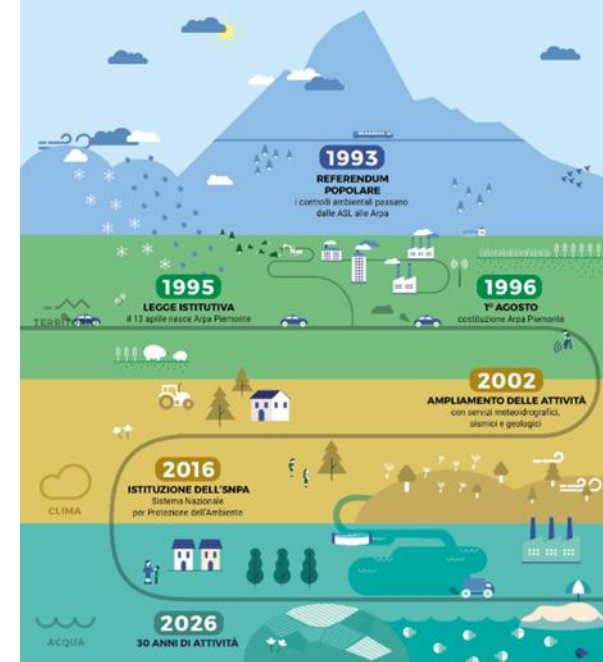 1993
REFERENDUM
POPOLARE
i controlli ambientali passano
dalle ASL alle Arpa
1995
LEGGE ISTITUTIVA
il 13 aprile nasce Arpa Piemonte
1996
1º AGOSTO
costituzione Arpa Piemonte
TERRITORIO
2002
AMPLIAMENTO DELLE ATTIVITÀ
con servizi meteoidrografici,
sismici e geologici
2016
ISTITUZIONE DELL'SNPA
Sistema Nazionale
per Protezione dell'Ambiente
CLIMA
2026
30 ANNI DI ATTIVITÀ
ACQUA